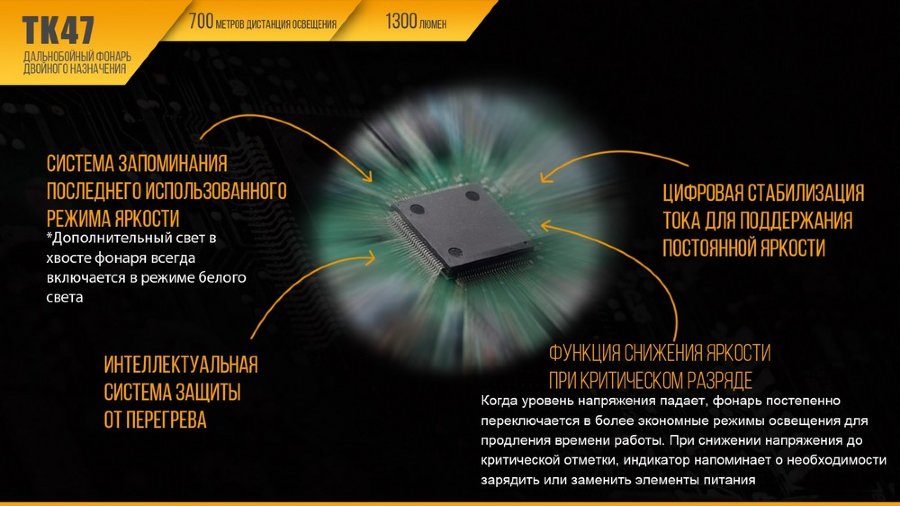 TK47
ДАЛЬНОБОЙНЫЙ ФОНАРЬ
ДВОЙНОГО НАЗНАЧЕНИЯ
700 МЕТРОВ ДИСТАНЦИЯ ОСВЕЩЕНИЯ
1300 ЛЮМЕН
СИСТЕМА ЗАПОМИНАНИЯ
ПОСЛЕДНЕГО ИСПОЛЬЗОВАННОГО
РЕЖИМА ЯРКОСТИ
*Дополнительный свет в
хвосте фонаря всегда
включается в режиме белого
света
ЦИФРОВАЯ СТАБИЛИЗАЦИЯ
ТОКА ДЛЯ ПОДДЕРЖАНИЯ
ПОСТОЯННОЙ ЯРКОСТИ
ИНТЕЛЛЕКТУАЛЬНАЯ
СИСТЕМА ЗАЩИТЫ
ОТ ПЕРЕГРЕВА
ФУНКЦИЯ СНИЖЕНИЯ ЯРКОСТИ
ПРИ КРИТИЧЕСКОМ РАЗРЯДЕ
Когда уровень напряжения падает, фонарь постепенно
переключается в более экономные режимы освещения для
продления времени работы. При снижении напряжения до
критической отметки, индикатор напоминает о необходимости
зарядить или заменить элементы питания